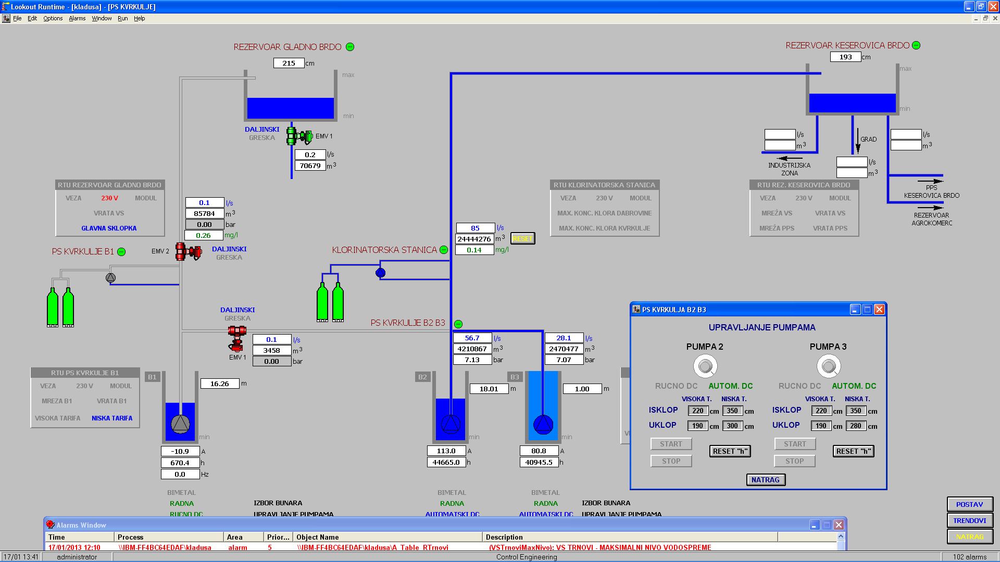 Lookout Runtime - [kladusa] - [PS KVRKULJE]
File Edit Options Alarms Window Run Help
REZERVOAR GLADNO BRDO
215 cm
max
min
DALJINSKI
GRESKA
EMV 1
0.2 l/s
70679 m3
REZERVOAR KESEROVICA BRDO
193 cm
max
min
l/s
m3
GRAD
l/s
m3
INDUSTRIJSKA
ZONA
l/s
m3
PPS
KESEROVICA BRDO
REZERVOAR
AGROKOMERC
RTU REZERVOAR GLADNO BRDO
VEZA 230 V MODUL
VRATA VS
GLAVNA SKLOPKA
0.1 l/s
85784 m3
0.00 bar
0.26 mg/l
RTU KLORINATORSKA STANICA
VEZA 230 V MODUL
MAX. KONC. KLORA DABROVINE
MAX. KONC. KLORA KVRKULJE
RTU REZ. KESEROVICA BRDO
VEZA 230 V MODUL
MREŽA VS VRATA VS
MREŽA PPS VRATA PPS
85 l/s
24444276 m3 RESET
0.14 mg/l
PS KVRKULJE B1
EMV 2
DALJINSKI
GRESKA
KLORINATORSKA STANICA
DALJINSKI
GRESKA
EMV 1
0.1 l/s
3458 m3
0.00 bar
PS KVRKULJE B2 B3
56.7 l/s
4210867 m3
7.13 bar
28.1 l/s
2470477 m3
7.07 bar
RTU PS KVRKULJE B1
VEZA 230 V MODUL
MREZA B1 VRATA B1
VISOKA TARIFA NISKA TARIFA
B1
16.26 m
min
-10.9 A
670.4 h
0.0 Hz
BIMETAL
RADNA
RUCNO DC
IZBOR BUNARA
UPRAVLJANJE PUMPAMA
B2
18.01 m
min
113.0 A
44665.0 h
BIMETAL
RADNA
AUTOMATSKI DC
B3
1.00 m
min
80.8 A
40945.5 h
BIMETAL
RADNA
AUTOMATSKI DC
IZBOR BUNARA
UPRAVLJANJE PUMPAMA
PS KVRKULJA B2 B3
UPRAVLJANJE PUMPAMA
PUMPA 2 PUMPA 3
RUCNO DC AUTOM. DC RUCNO DC AUTOM. DC
VISOKA T. NISKA T. VISOKA T. NISKA T.
ISKLOP 220 cm 350 cm ISKLOP 220 cm 350 cm
UKLOP 190 cm 300 cm UKLOP 190 cm 280 cm
START RESET "h" START RESET "h"
STOP STOP
NATRAG
POSTAV
TRENDOVI
NATRAG
Alarms Window
Time Process Area Prior... Object Name Description
17/01/2013 12:10 \\IBM-FF4BC64EDAF\kladusa alarm 5 \\IBM-FF4BC64EDAF\kladusa\A_Table_RTrnovi (VSTrnoviMaxNivo): VS TRNOVI - MAKSIMALNI NIVO VODOSPREME
17/01 13:41 administrator Control Engineering 102 alarms